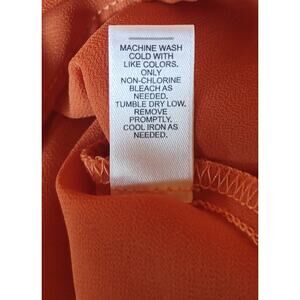 MACHINE WASH
COLD WITH
LIKE COLORS.
ONLY
NON-CHLORINE
BLEACH AS
NEEDED.
TUMBLE DRY LOW.
REMOVE
PROMPTLY.
COOL IRON AS
NEEDED.